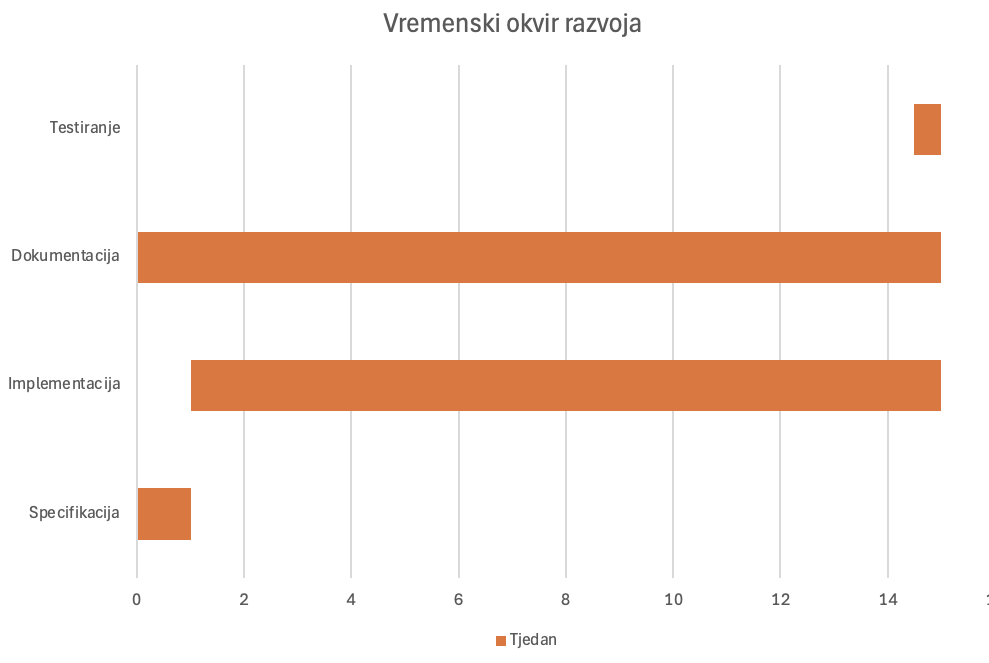 Vremenski okvir razvoja
Testiranje
Dokumentacija
Implementacija
Specifikacija
0 2 4 6 8 10 12 14
Tjedan